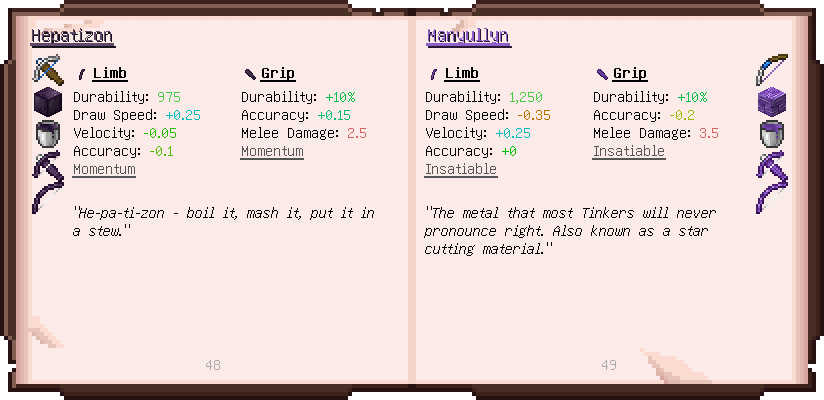 Hepatizon
Limb
Durability: 975
Draw Speed: +0.25
Velocity: -0.05
Accuracy: -0.1
Momentum
Grip
Durability: +10%
Accuracy: +0.15
Melee Damage: 2.5
Momentum
"He-pa-ti-zon - boil it, mash it, put it in
a stew."
48
Manyullyn
Limb
Durability: 1,250
Draw Speed: -0.35
Velocity: +0.25
Accuracy: +0
Insatiable
Grip
Durability: +10%
Accuracy: -0.2
Melee Damage: 3.5
Insatiable
"The metal that most Tinkers will never
pronounce right. Also known as a star
cutting material."
49